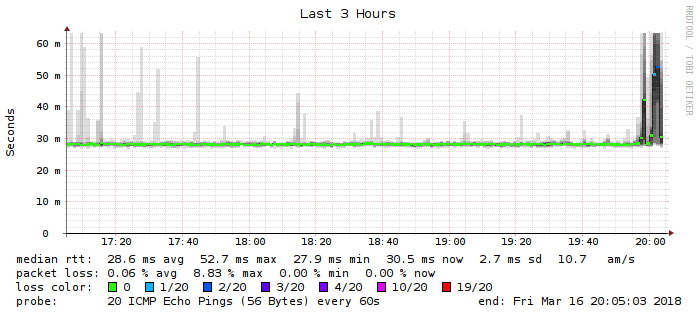 Last 3 Hours
RRDTOOL / TOBI OETIKER
Seconds
60 m
50 m
40 m
30 m
20 m
10 m
0
17:20 17:40 18:00 18:20 18:40 19:00 19:20 19:40 20:00
median rtt: 28.6 ms avg 52.7 ms max 27.9 ms min 30.5 ms now 2.7 ms sd 10.7 am/s
packet loss: 0.06 % avg 8.83 % max 0.00 % min 0.00 % now
loss color: 0 1/20 2/20 3/20 4/20 10/20 19/20
probe: 20 ICMP Echo Pings (56 Bytes) every 60s end: Fri Mar 16 20:05:03 2018